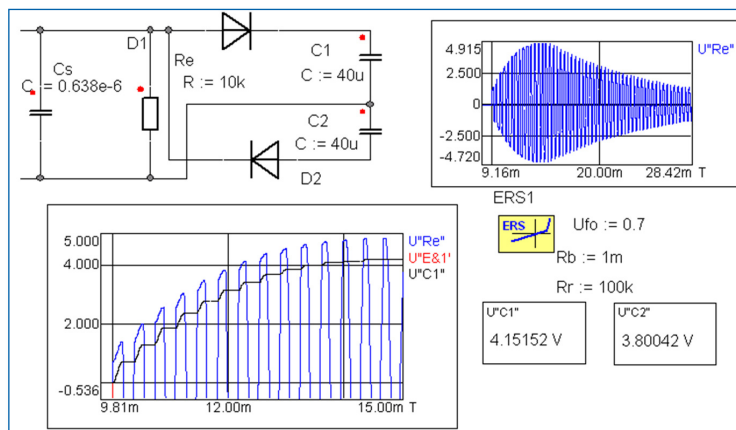 D1
Cs
C := 0.638e-6
Re
R := 10k
C1
C := 40u
C2
C := 40u
D2
4.915
2.500
0
-2.500
-4.720
9.16m 20.00m 28.42m T
U"Re"
ERS1
ERS
Ufo := 0.7
Rb := 1m
Rr := 100k
5.000
4.000
2.000
-0.536
9.81m 12.00m 15.00m T
U"Re"
U"E&1'
U"C1"
U"C1"
4.15152 V
U"C2"
3.80042 V